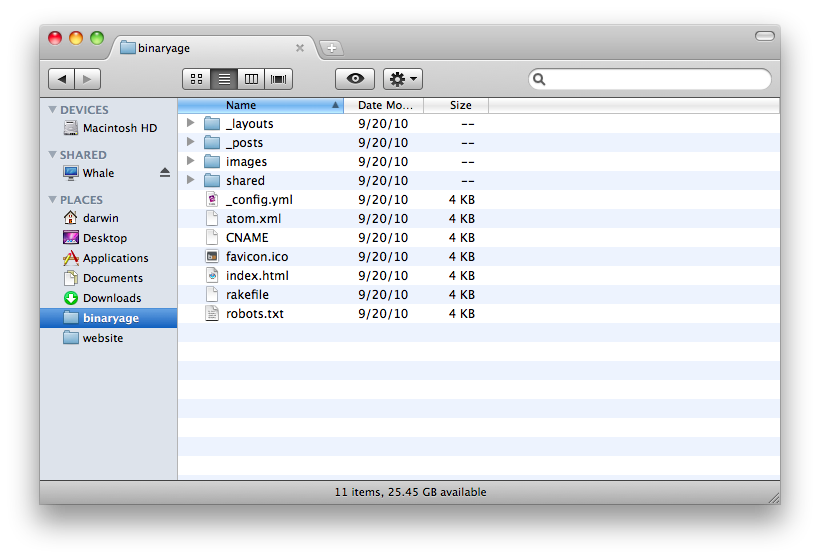 binaryage
Name Date Mo... Size
DEVICES
Macintosh HD
SHARED
Whale
PLACES
darwin
Desktop
Applications
Documents
Downloads
binaryage
website
_layouts 9/20/10 --
_posts 9/20/10 --
images 9/20/10 --
shared 9/20/10 --
_config.yml 9/20/10 4 KB
atom.xml 9/20/10 4 KB
CNAME 9/20/10 4 KB
favicon.ico 9/20/10 4 KB
index.html 9/20/10 4 KB
rakefile 9/20/10 4 KB
robots.txt 9/20/10 4 KB
11 items, 25.45 GB available